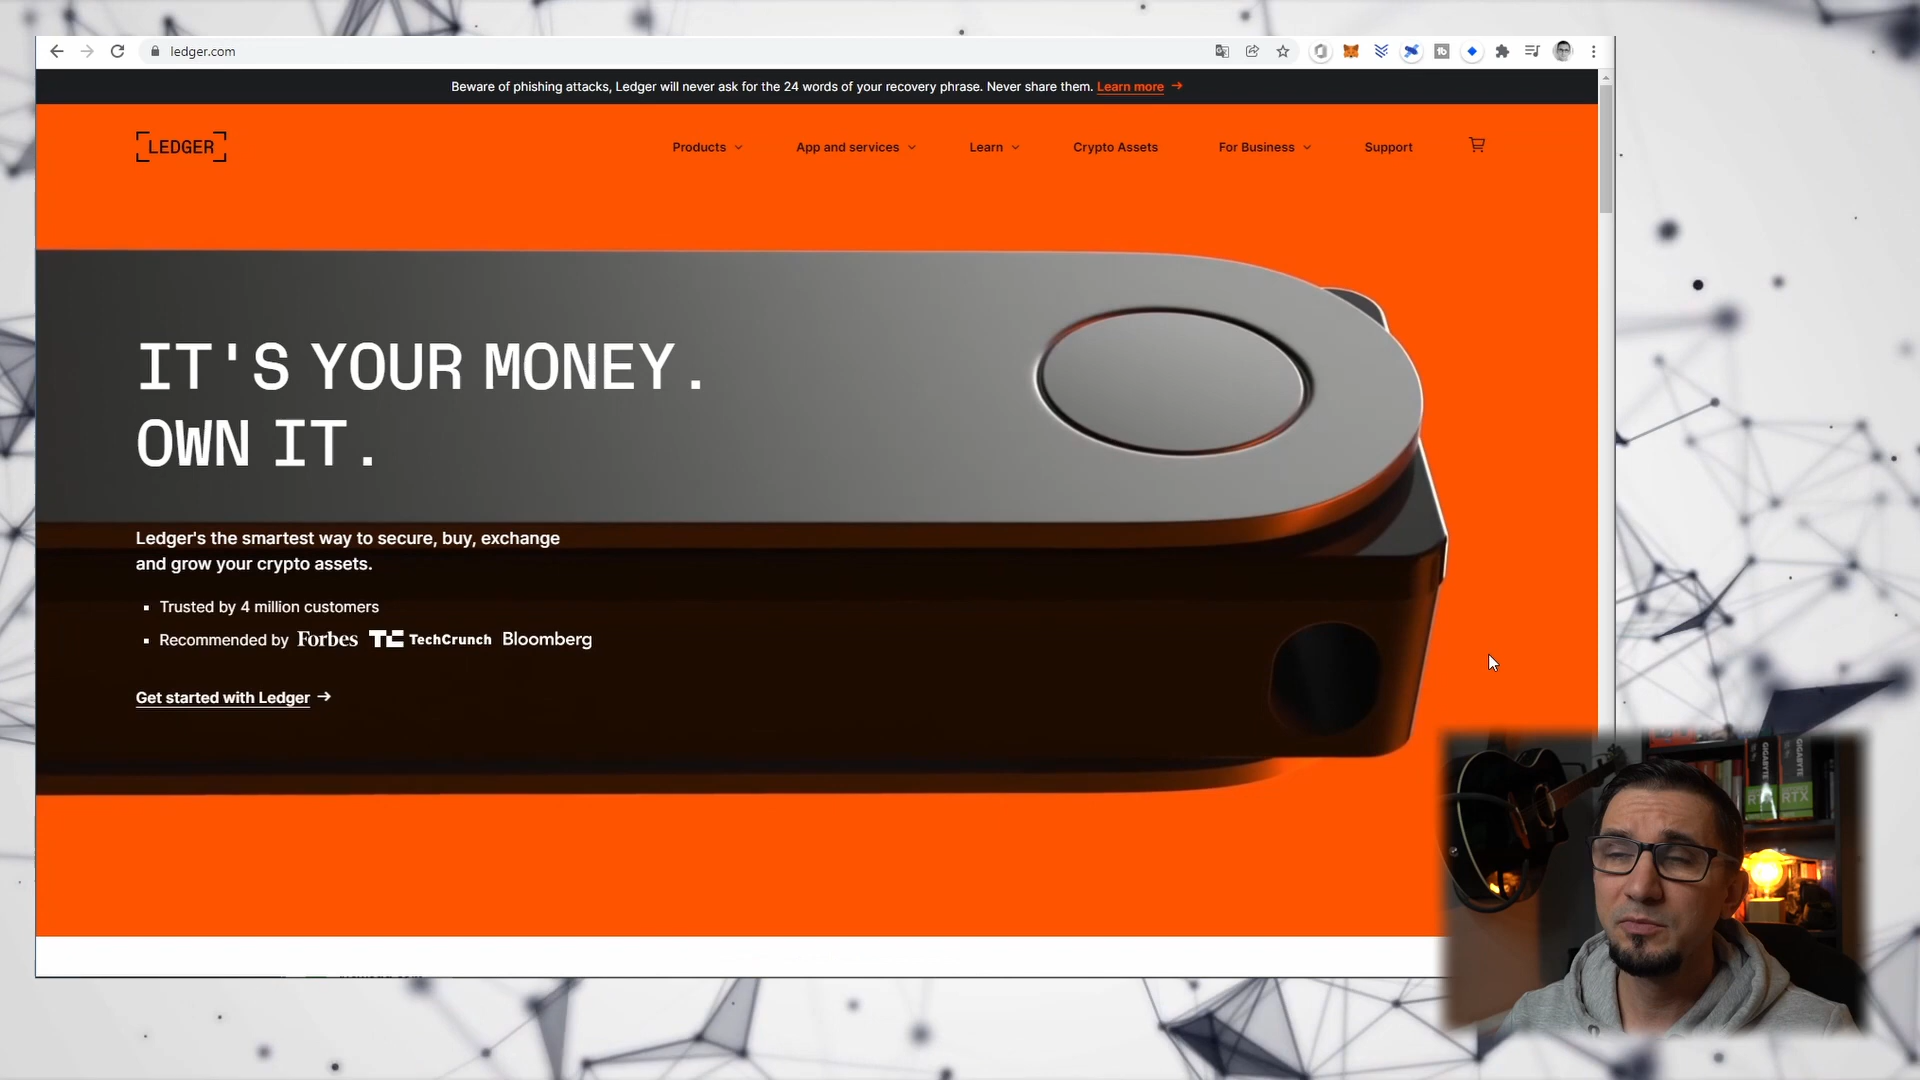 ledger.com
Beware of phishing attacks, Ledger will never ask for the 24 words of your recovery phrase. Never share them. Learn more →
LEDGER
Products
App and services
Learn
Crypto Assets
For Business
Support
IT'S YOUR MONEY.
OWN IT.
Ledger's the smartest way to secure, buy, exchange
and grow your crypto assets.
▪ Trusted by 4 million customers
▪ Recommended by Forbes TC TechCrunch Bloomberg
Get started with Ledger →
GIGABYTE
GIGABYTE
RTX